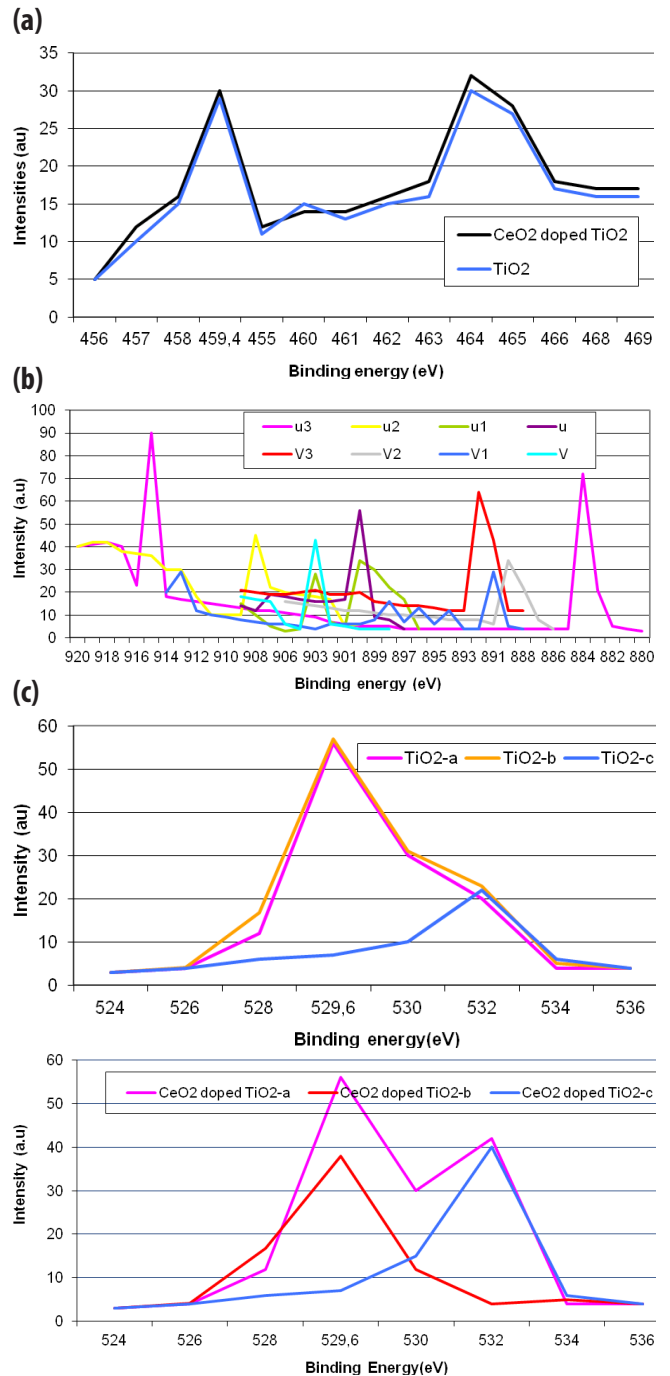 (a)
35
30
25
20
15
10
5
0
Intensities (au)
CeO2 doped TiO2
TiO2
456 457 458 459,4 455 460 461 462 463 464 465 466 468 469
Binding energy (eV)
(b)
100
90
80
70
60
50
40
30
20
10
0
Intensity (a.u)
u3 u2 u1 u
V3 V2 V1 V
920 918 916 914 912 910 908 906 903 901 899 897 895 893 891 888 886 884 882 880
Binding energy (eV)
(c)
60
50
40
30
20
10
0
Intensity (au)
TiO2-a TiO2-b TiO2-c
524 526 528 529,6 530 532 534 536
Binding energy(eV)
60
50
40
30
20
10
0
Intensity (a.u)
CeO2 doped TiO2-a CeO2 doped TiO2-b CeO2 doped TiO2-c
524 526 528 529,6 530 532 534 536
Binding Energy(eV)